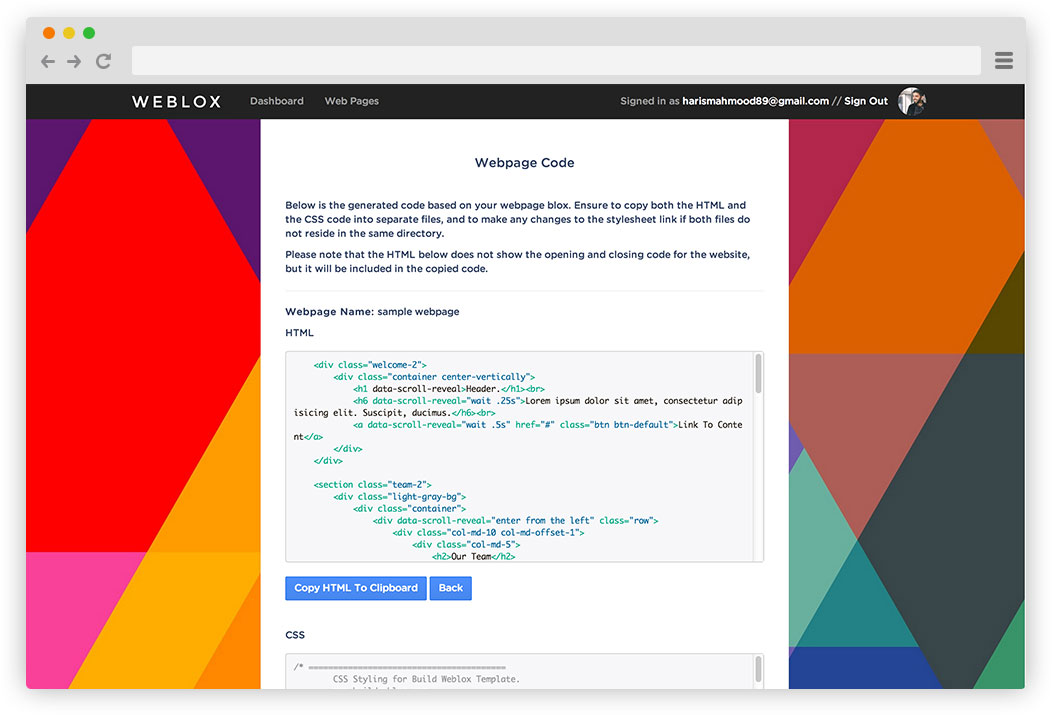 WEBLOX Dashboard Web Pages Signed in as harismahmood89@gmail.com // Sign Out
Webpage Code
Below is the generated code based on your webpage blox. Ensure to copy both the HTML and
the CSS code into separate files, and to make any changes to the stylesheet link if both files do
not reside in the same directory.
Please note that the HTML below does not show the opening and closing code for the website,
but it will be included in the copied code.
Webpage Name: sample webpage
HTML
<div class="welcome-2">
<div class="container center-vertically">
<h1 data-scroll-reveal>Header.</h1><br>
<h6 data-scroll-reveal="wait .25s">Lorem ipsum dolor sit amet, consectetur adip
isicing elit. Suscipit, ducimus.</h6><br>
<a data-scroll-reveal="wait .5s" href="#" class="btn btn-default">Link To Conte
nt</a>
</div>
</div>
<section class="team-2">
<div class="light-gray-bg">
<div class="container">
<div data-scroll-reveal="enter from the left" class="row">
<div class="col-md-10 col-md-offset-1">
<div class="col-md-5">
<h2>Our Team</h2>
Copy HTML To Clipboard Back
CSS
/* ========================================
CSS Styling for Build Weblox Template.